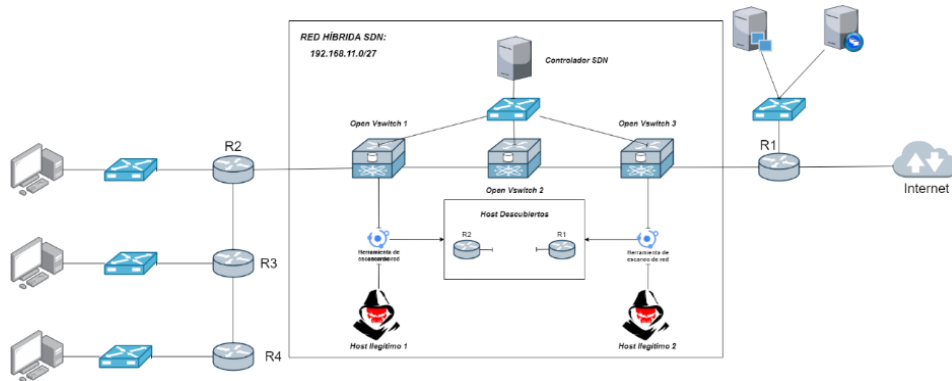 RED HÍBRIDA SDN:
192.168.11.0/27
Controlador SDN
Open Vswitch 1
Open Vswitch 3
R2
R1
Internet
Open Vswitch 2
Host Descubiertos
R2
R1
Herramienta de
Herramienta de
escaneo de red
R3
Host Ilegítimo 1
Host Ilegítimo 2
R4